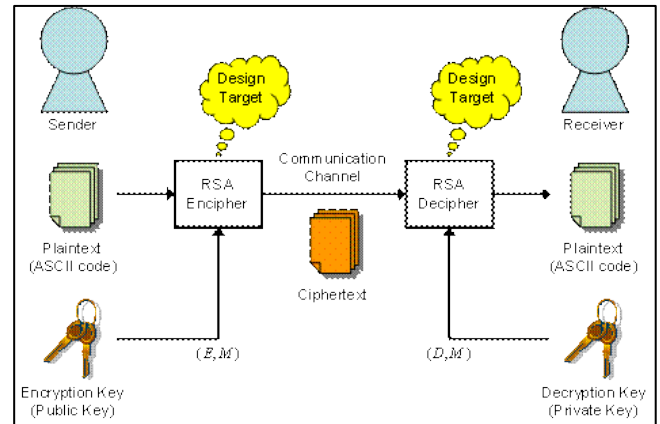 Design
Target
Design
Target
Sender
Receiver
Communication
Channel
RSA
Encipher
RSA
Decipher
Plaintext
(ASCII code)
Ciphertext
Plaintext
(ASCII code)
(E,M)
(D,M)
Encryption Key
(Public Key)
Decryption Key
(Private Key)